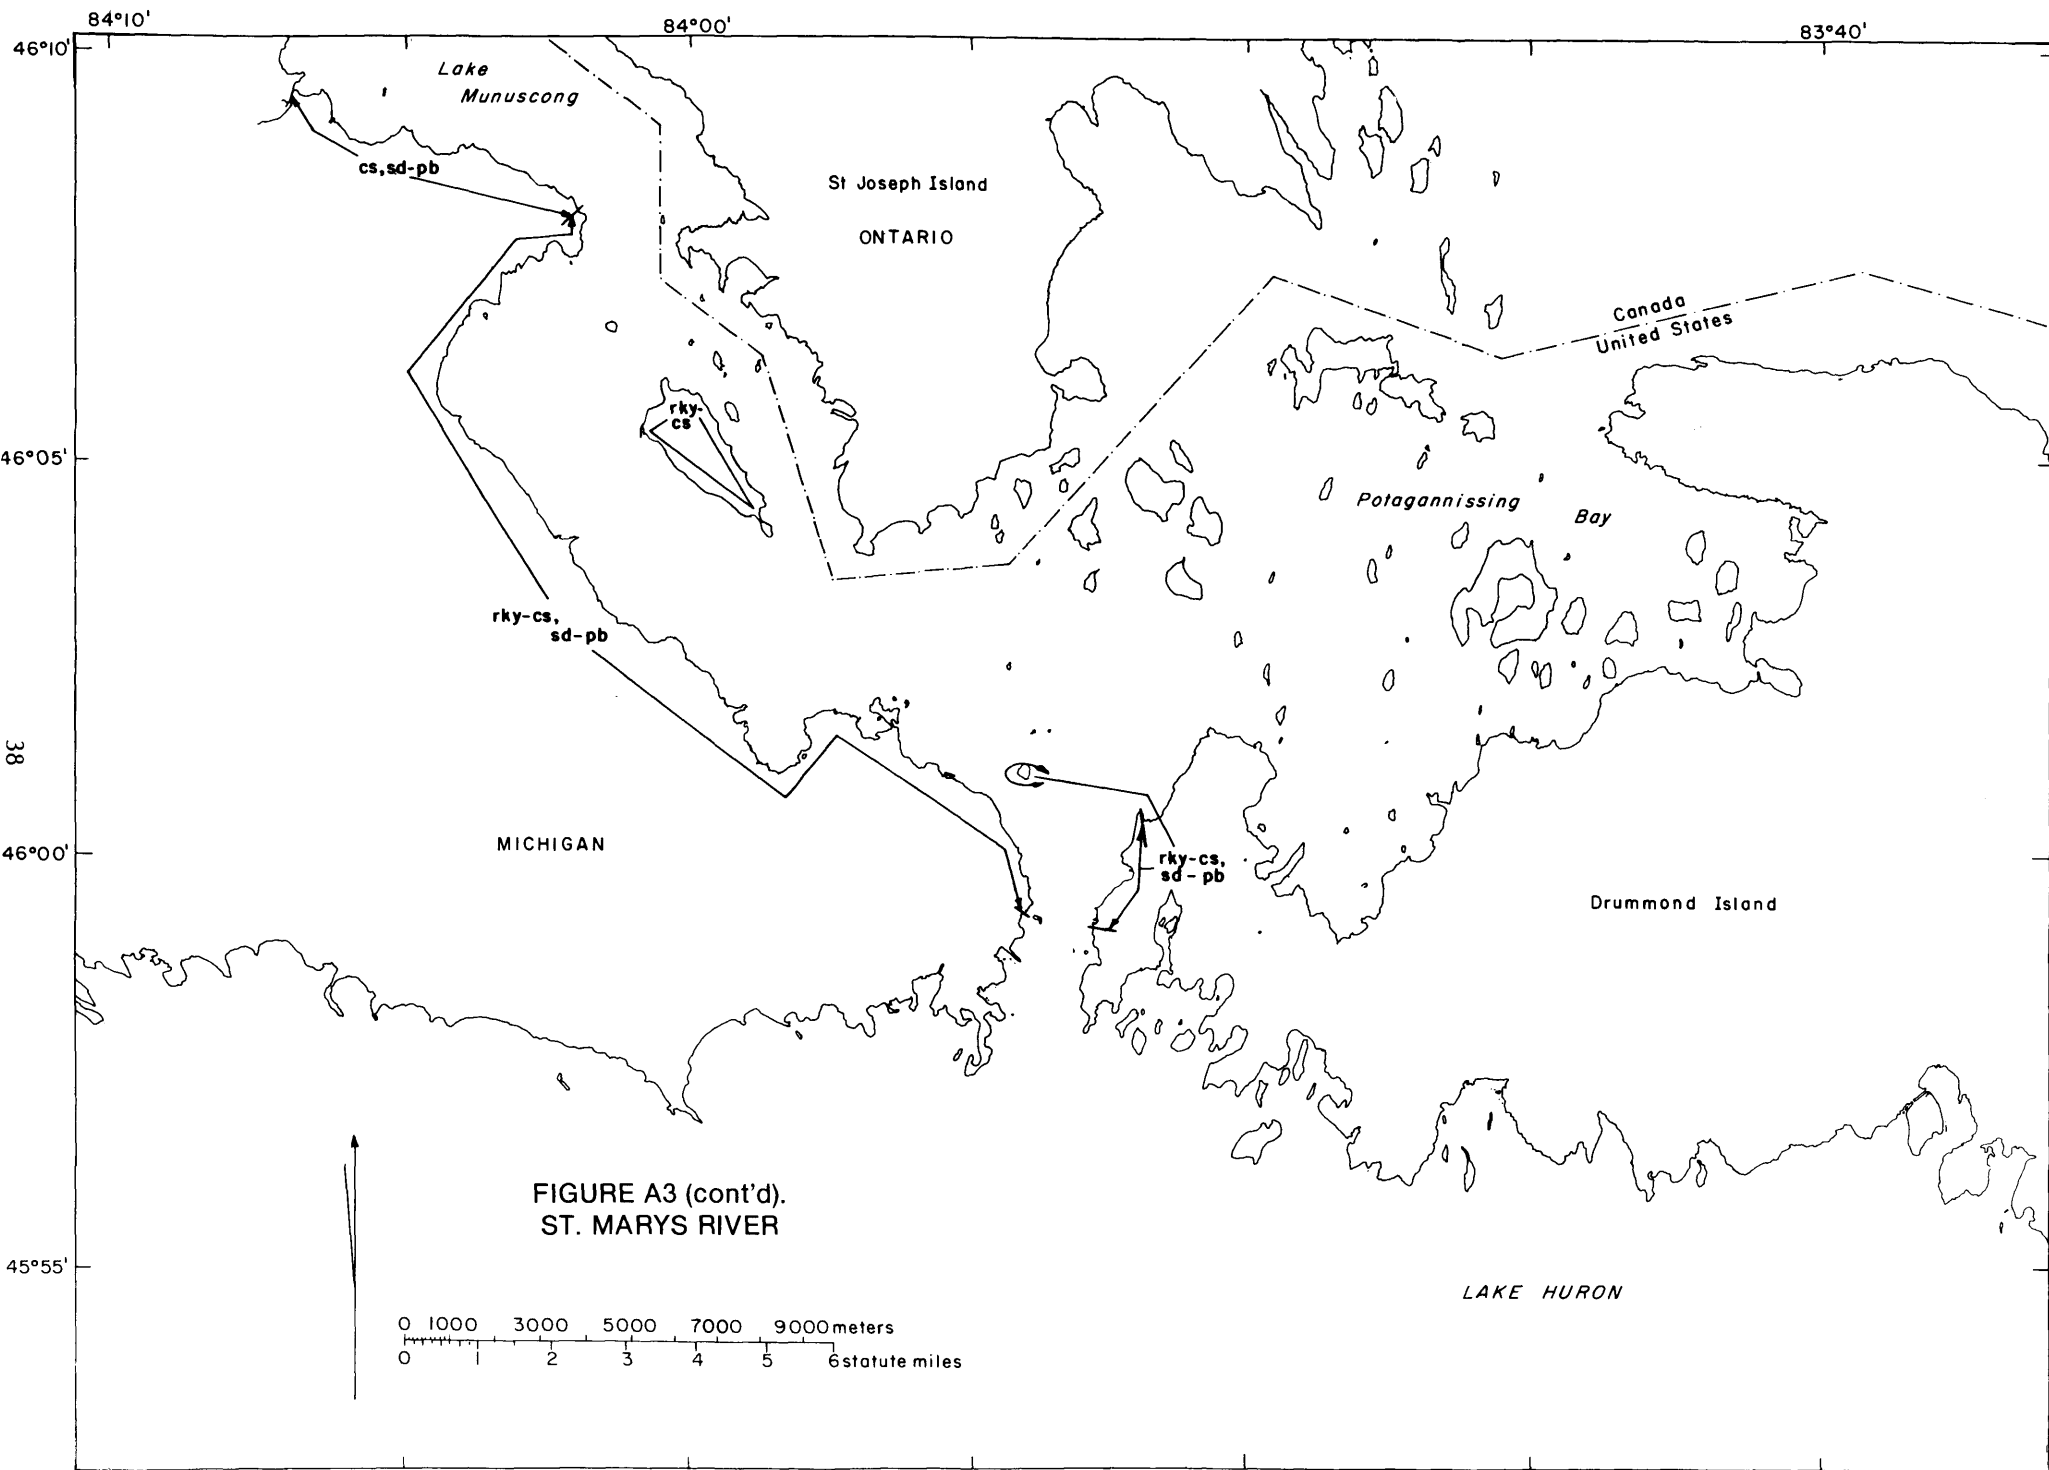 84°10'
84°00'
83°40'
46°10'
Lake
Munuscong
cs,sd-pb
St Joseph Island
ONTARIO
Canada
United States
rky-
cs
46°05'
Potagannissing
Bay
rky-cs,
sd-pb
38
MICHIGAN
46°00'
rky-cs,
sd-pb
Drummond Island
FIGURE A3 (cont'd).
ST. MARYS RIVER
45°55'
LAKE HURON
0 1000 3000 5000 7000 9000 meters
0 1 2 3 4 5 6 statute miles